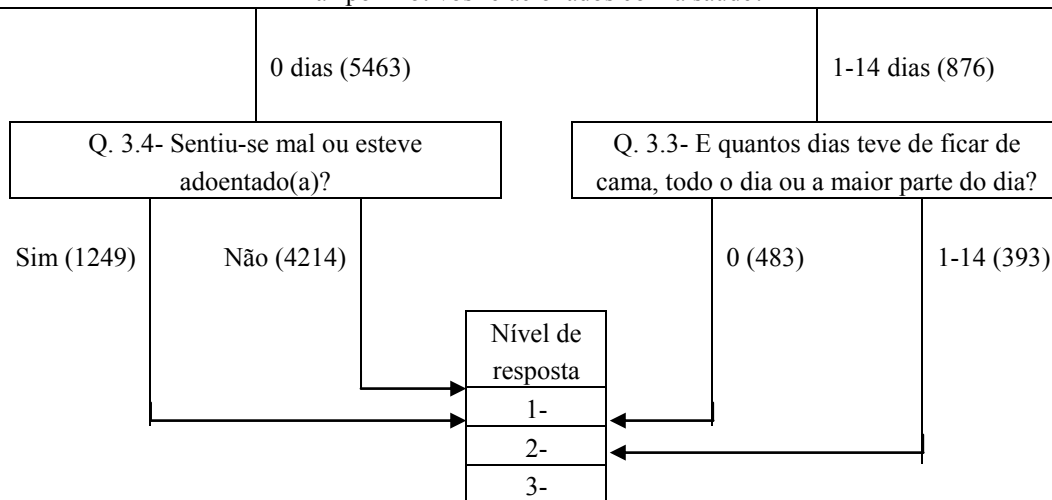 0 dias (5463)
1-14 dias (876)
Q. 3.4- Sentiu-se mal ou esteve
adoentado(a)?
Q. 3.3- E quantos dias teve de ficar de
cama, todo o dia ou a maior parte do dia?
Sim (1249)
Não (4214)
0 (483)
1-14 (393)
Nível de
resposta
1-
2-
3-